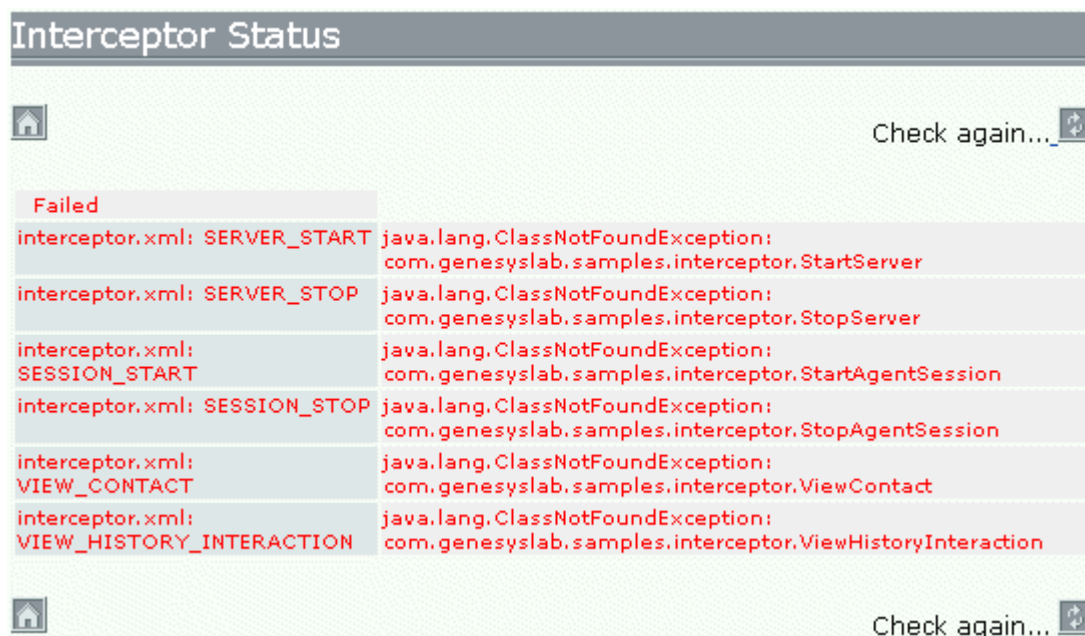 Interceptor Status
Check again...
Failed
interceptor.xml: SERVER_START java.lang.ClassNotFoundException:
com.genesyslab.samples.interceptor.StartServer
interceptor.xml: SERVER_STOP java.lang.ClassNotFoundException:
com.genesyslab.samples.interceptor.StopServer
interceptor.xml: java.lang.ClassNotFoundException:
SESSION_START com.genesyslab.samples.interceptor.StartAgentSession
interceptor.xml: SESSION_STOP java.lang.ClassNotFoundException:
com.genesyslab.samples.interceptor.StopAgentSession
interceptor.xml: java.lang.ClassNotFoundException:
VIEW_CONTACT com.genesyslab.samples.interceptor.ViewContact
interceptor.xml: java.lang.ClassNotFoundException:
VIEW_HISTORY_INTERACTION com.genesyslab.samples.interceptor.ViewHistoryInteraction
Check again...